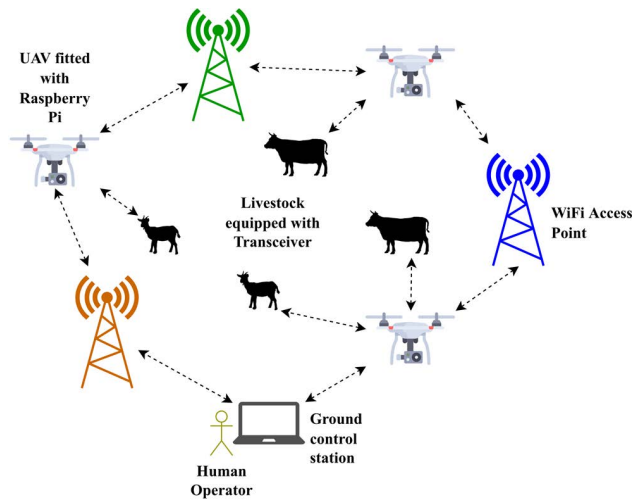 UAV fitted
with
Raspberry
Pi
Livestock
equipped with
Transceiver
WiFi Access
Point
Ground
control
station
Human
Operator